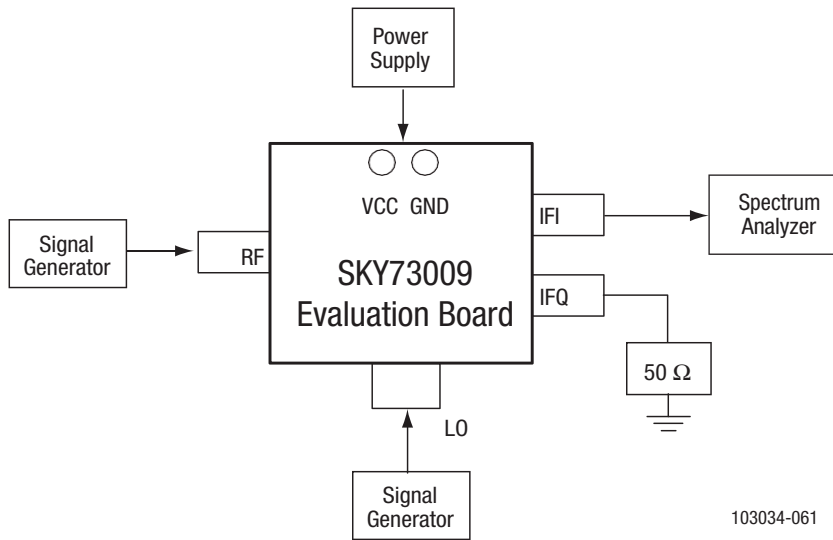 Power
Supply
VCC GND
IFI
Spectrum
Analyzer
Signal
Generator
RF
SKY73009
Evaluation Board
IFQ
50 Ω
LO
Signal
Generator
103034-061